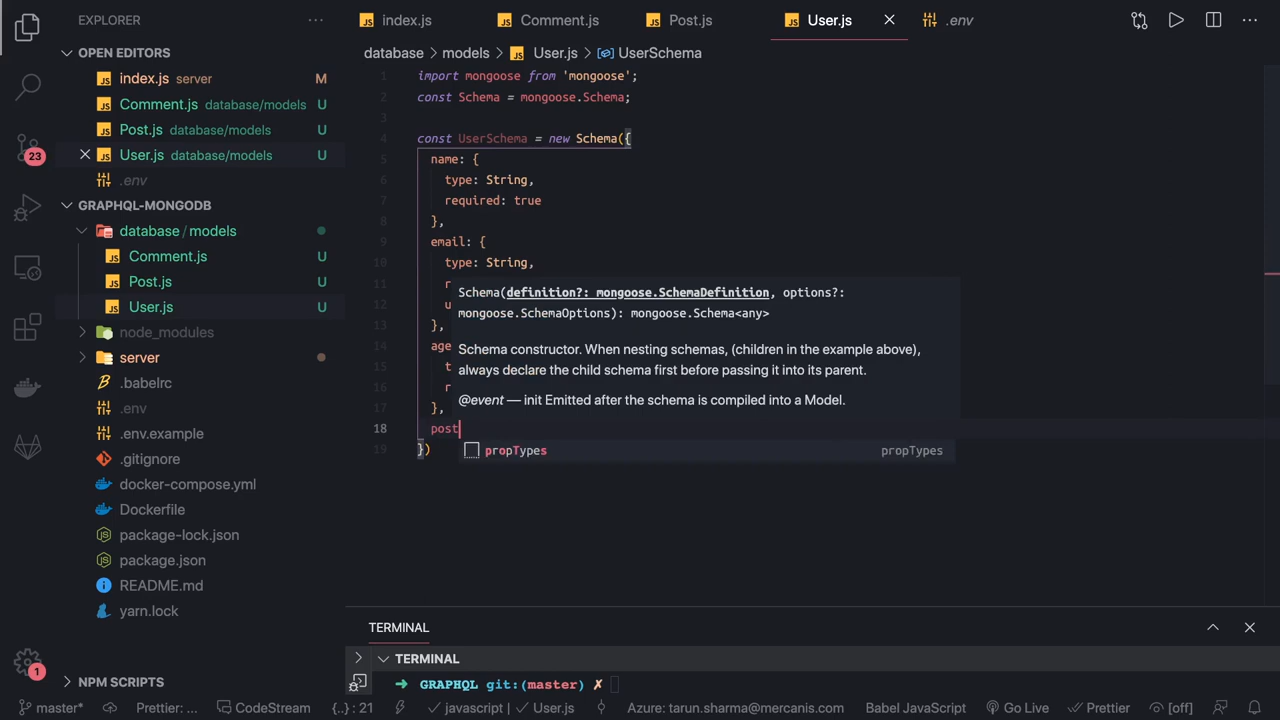 EXPLORER
index.js
Comment.js
Post.js
User.js
.env
OPEN EDITORS
index.js server M
Comment.js database/models U
Post.js database/models U
User.js database/models U
.env
GRAPHQL-MONGODB
database / models
Comment.js U
Post.js U
User.js U
node_modules
server
.babelrc
.env
.env.example
.gitignore
docker-compose.yml
Dockerfile
package-lock.json
package.json
README.md
yarn.lock
NPM SCRIPTS
23
1
database > models > User.js > UserSchema
1 import mongoose from 'mongoose';
2 const Schema = mongoose.Schema;
3
4 const UserSchema = new Schema({
5 name: {
6 type: String,
7 required: true
8 },
9 email: {
10 type: String,
11 r
12 u
13 },
14 age
15 t
16 r
17 },
18 post
19 })
Schema(definition?: mongoose.SchemaDefinition, options?:
mongoose.SchemaOptions): mongoose.Schema<any>
Schema constructor. When nesting schemas, (children in the example above),
always declare the child schema first before passing it into its parent.
@event — init Emitted after the schema is compiled into a Model.
propTypes propTypes
TERMINAL
TERMINAL
➜ GRAPHQL git:(master) ✗
master* Prettier: ... CodeStream {..} : 21 javascript | User.js Azure: tarun.sharma@mercanis.com Babel JavaScript Go Live Prettier [off]